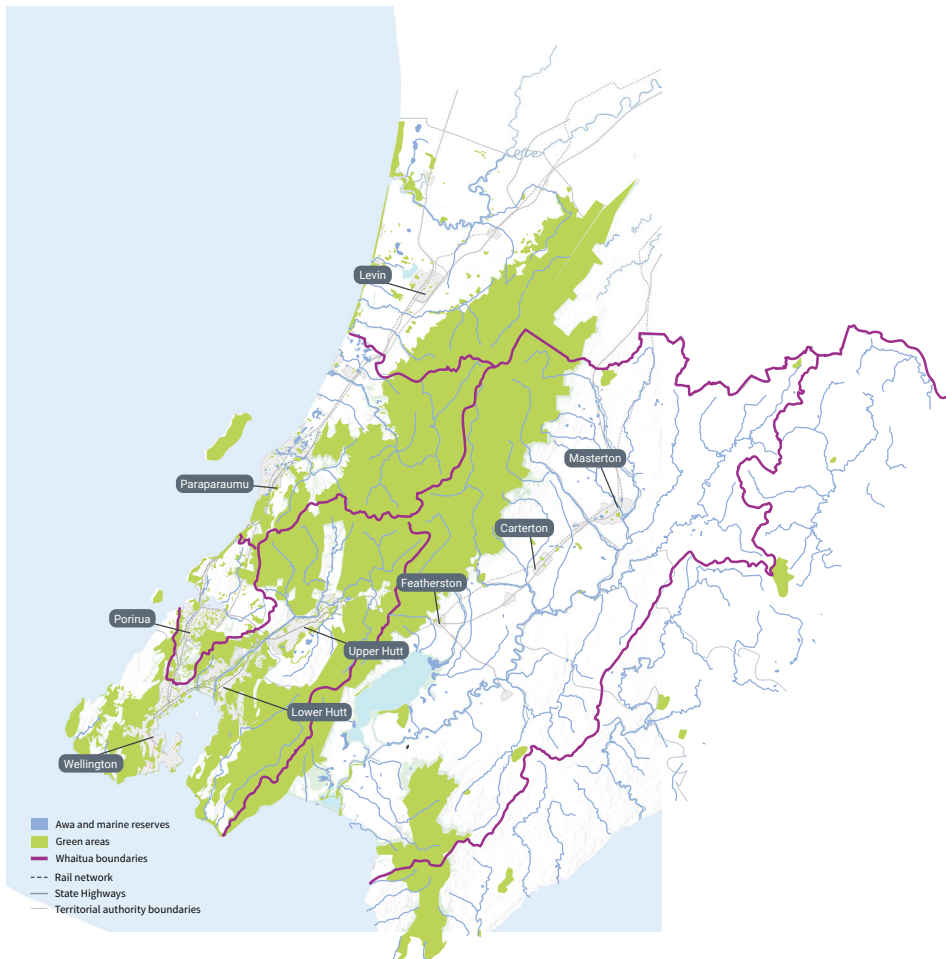 Levin
Masterton
Paraparaumu
Carterton
Featherston
Porirua
Upper Hutt
Lower Hutt
Wellington
Awa and marine reserves
Green areas
Whaitua boundaries
Rail network
State Highways
Territorial authority boundaries